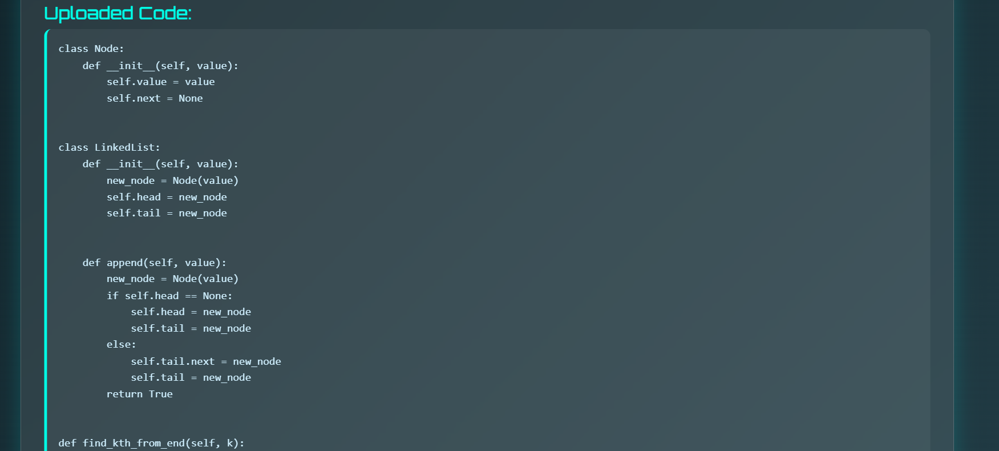 Uploaded Code:
class Node:
    def __init__(self, value):
        self.value = value
        self.next = None
class LinkedList:
    def __init__(self, value):
        new_node = Node(value)
        self.head = new_node
        self.tail = new_node
    def append(self, value):
        new_node = Node(value)
        if self.head == None:
            self.head = new_node
            self.tail = new_node
        else:
            self.tail.next = new_node
            self.tail = new_node
        return True
def find_kth_from_end(self, k):